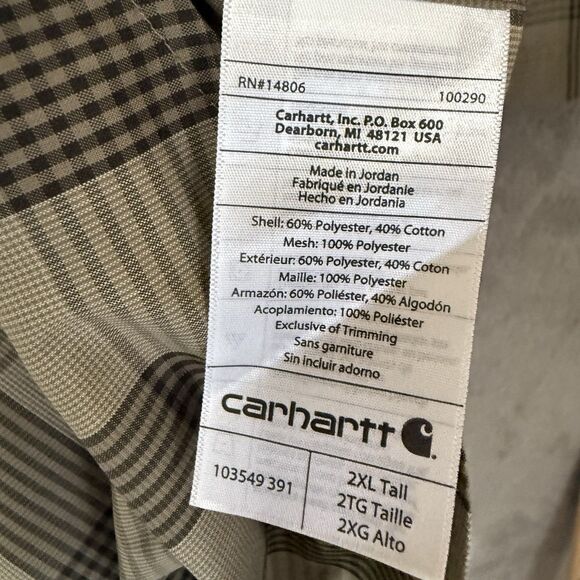 RN#14806 100290
Carhartt, Inc. P.O. Box 600
Dearborn, MI 48121 USA
carhartt.com
Made in Jordan
Fabriqué en Jordanie
Hecho en Jordania
Shell: 60% Polyester, 40% Cotton
Mesh: 100% Polyester
Extérieur: 60% Polyester, 40% Coton
Maille: 100% Polyester
Armazón: 60% Poliéster, 40% Algodón
Acoplamiento: 100% Poliéster
Exclusive of Trimming
Sans garniture
Sin incluir adorno
carhartt
103549 391
2XL Tall
2TG Taille
2XG Alto